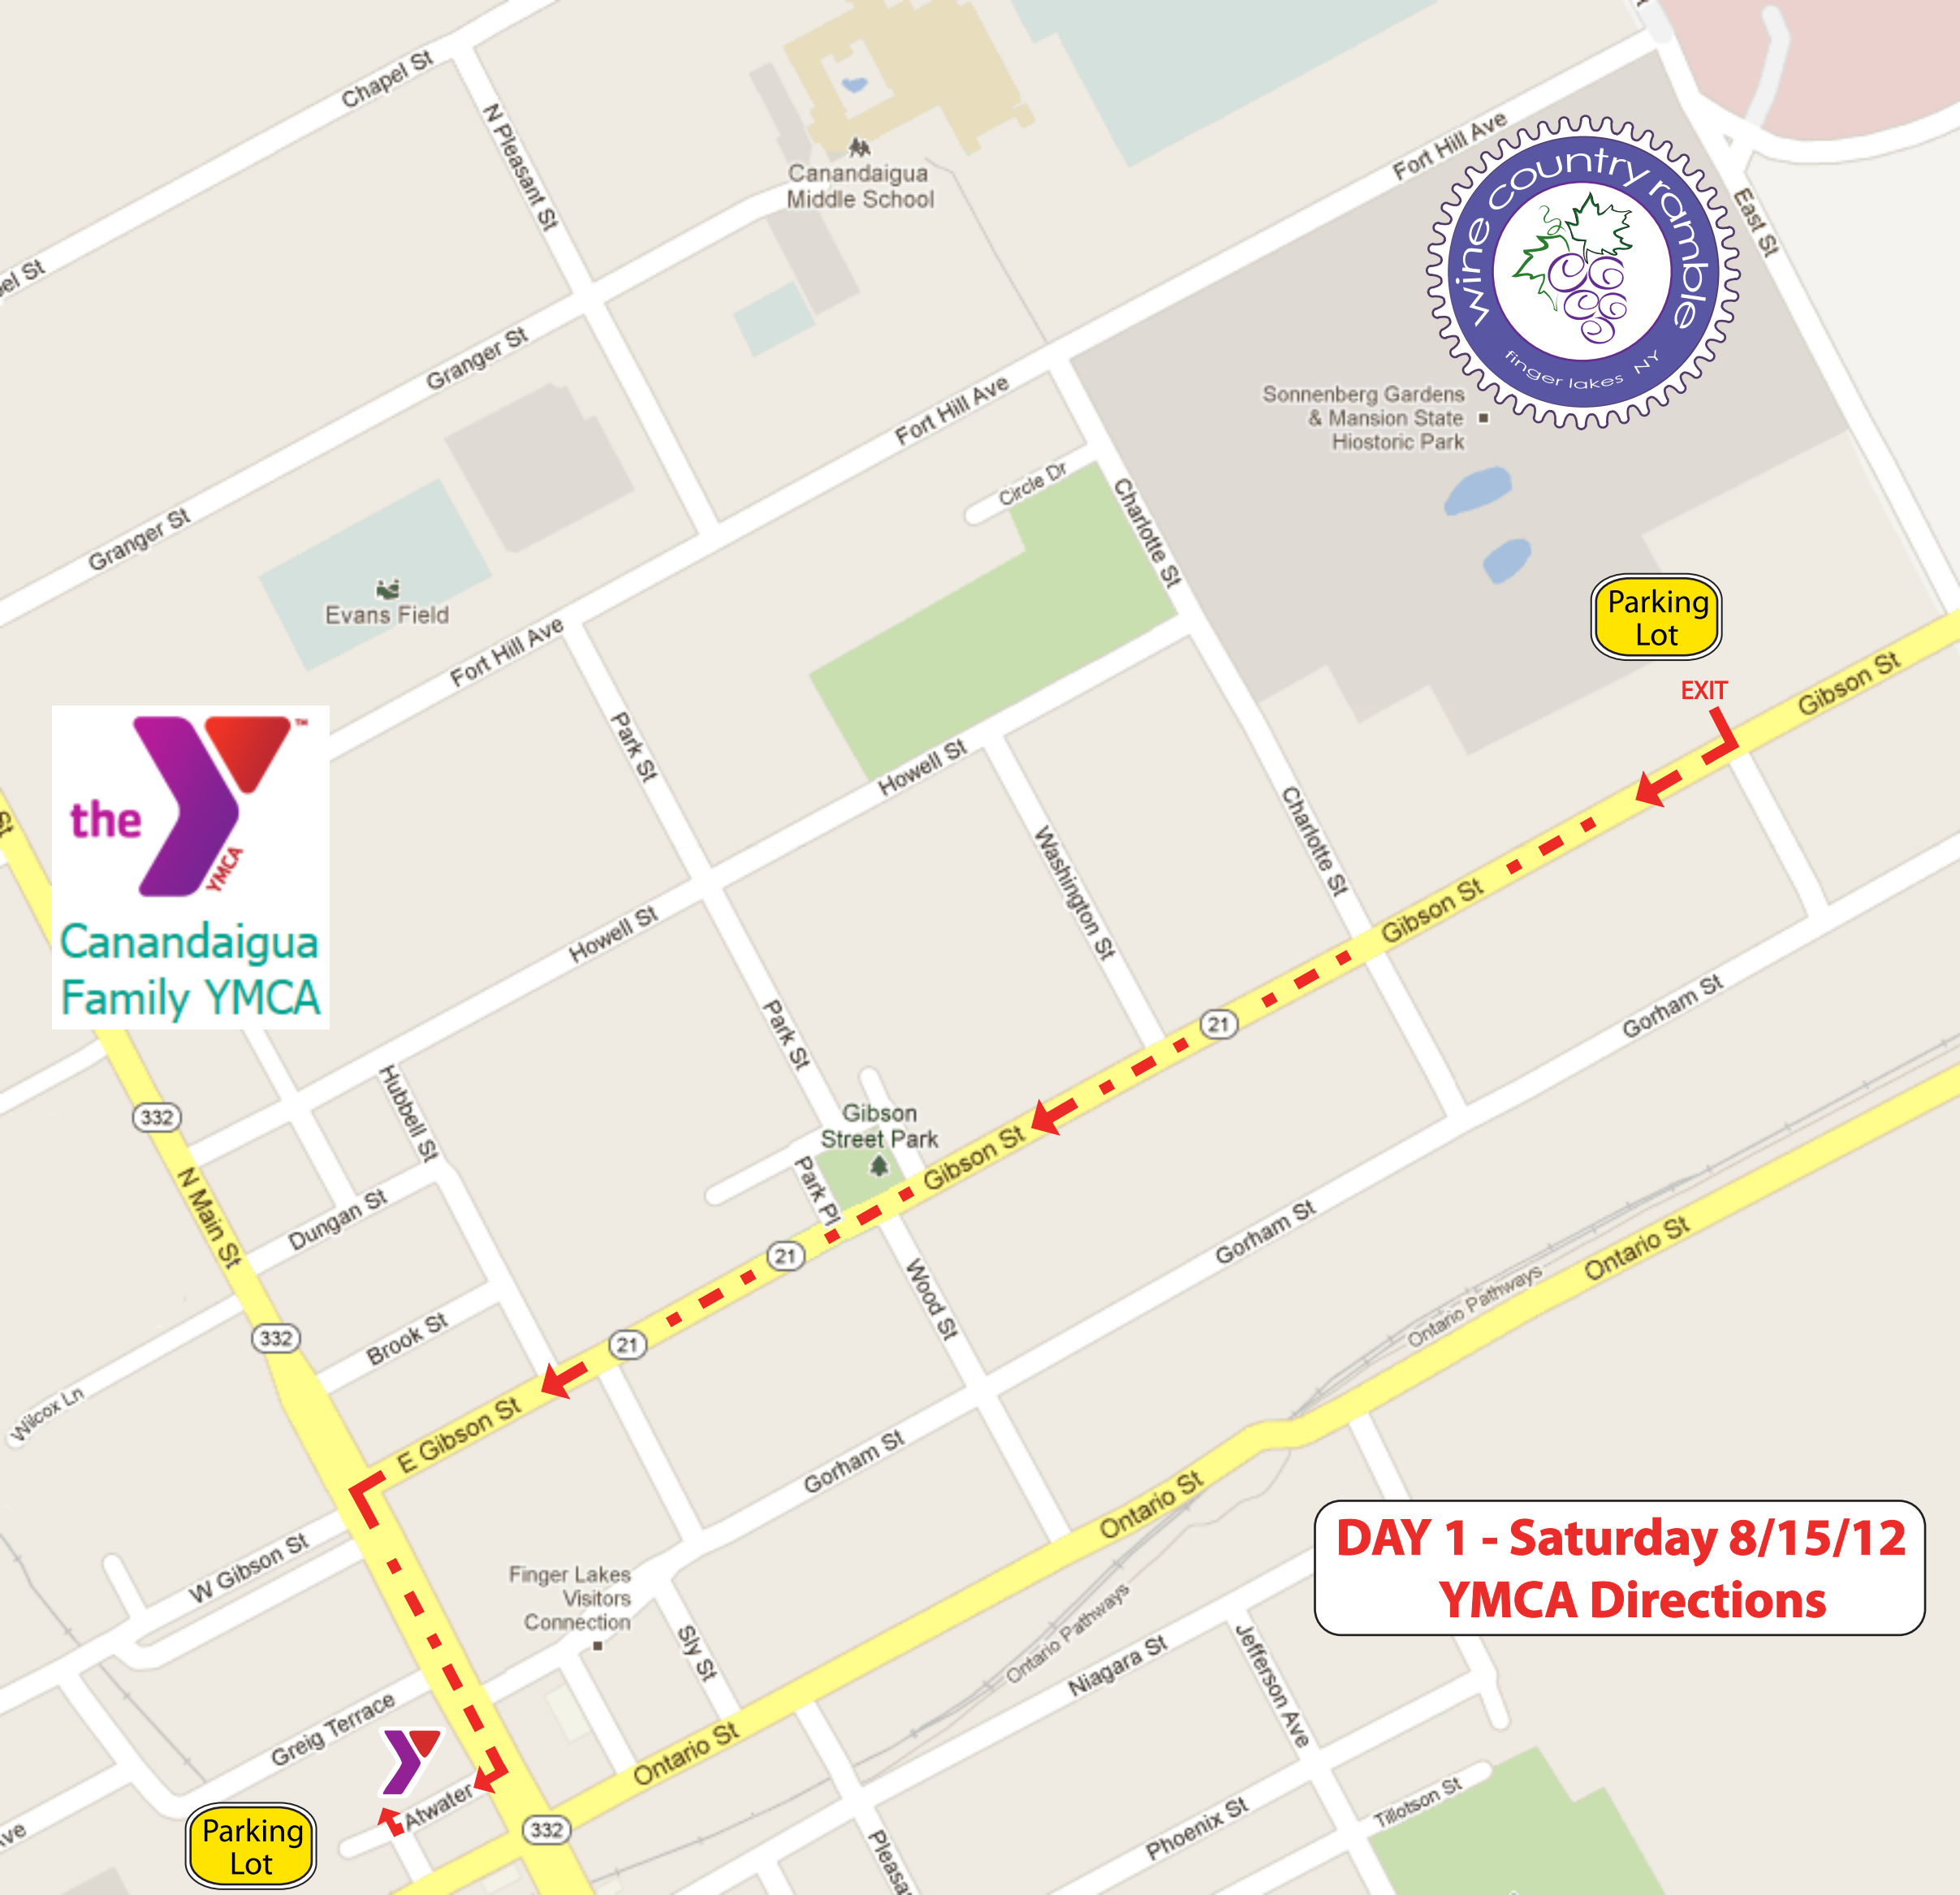 Chapel St
N Pleasant St
Canandaigua
Middle School
Fort Hill Ave
wine country ramble
finger lakes NY
East St
el St
Granger St
Fort Hill Ave
Sonnenberg Gardens
& Mansion State
Hiostoric Park
Circle Dr
Charlotte St
Granger St
Evans Field
Fort Hill Ave
Parking
Lot
EXIT
Gibson St
the
YMCA
TM
Canandaigua
Family YMCA
St
Park St
Howell St
Washington St
Charlotte St
Gibson St
Howell St
Park St
21
Gorham St
332
Hubbell St
Gibson
Street Park
Gibson St
N Main St
Dungan St
Park Pl
21
Gorham St
Ontario St
332
Brook St
21
Wood St
Ontario Pathways
Wilcox Ln
E Gibson St
Gorham St
Ontario St
DAY 1 - Saturday 8/15/12
YMCA Directions
W Gibson St
Finger Lakes
Visitors
Connection
Sly St
Ontario Pathways
Niagara St
Jefferson Ave
Greig Terrace
Ontario St
Atwater
Parking
Lot
ve
332
Pleasa
Phoenix St
Tillotson St